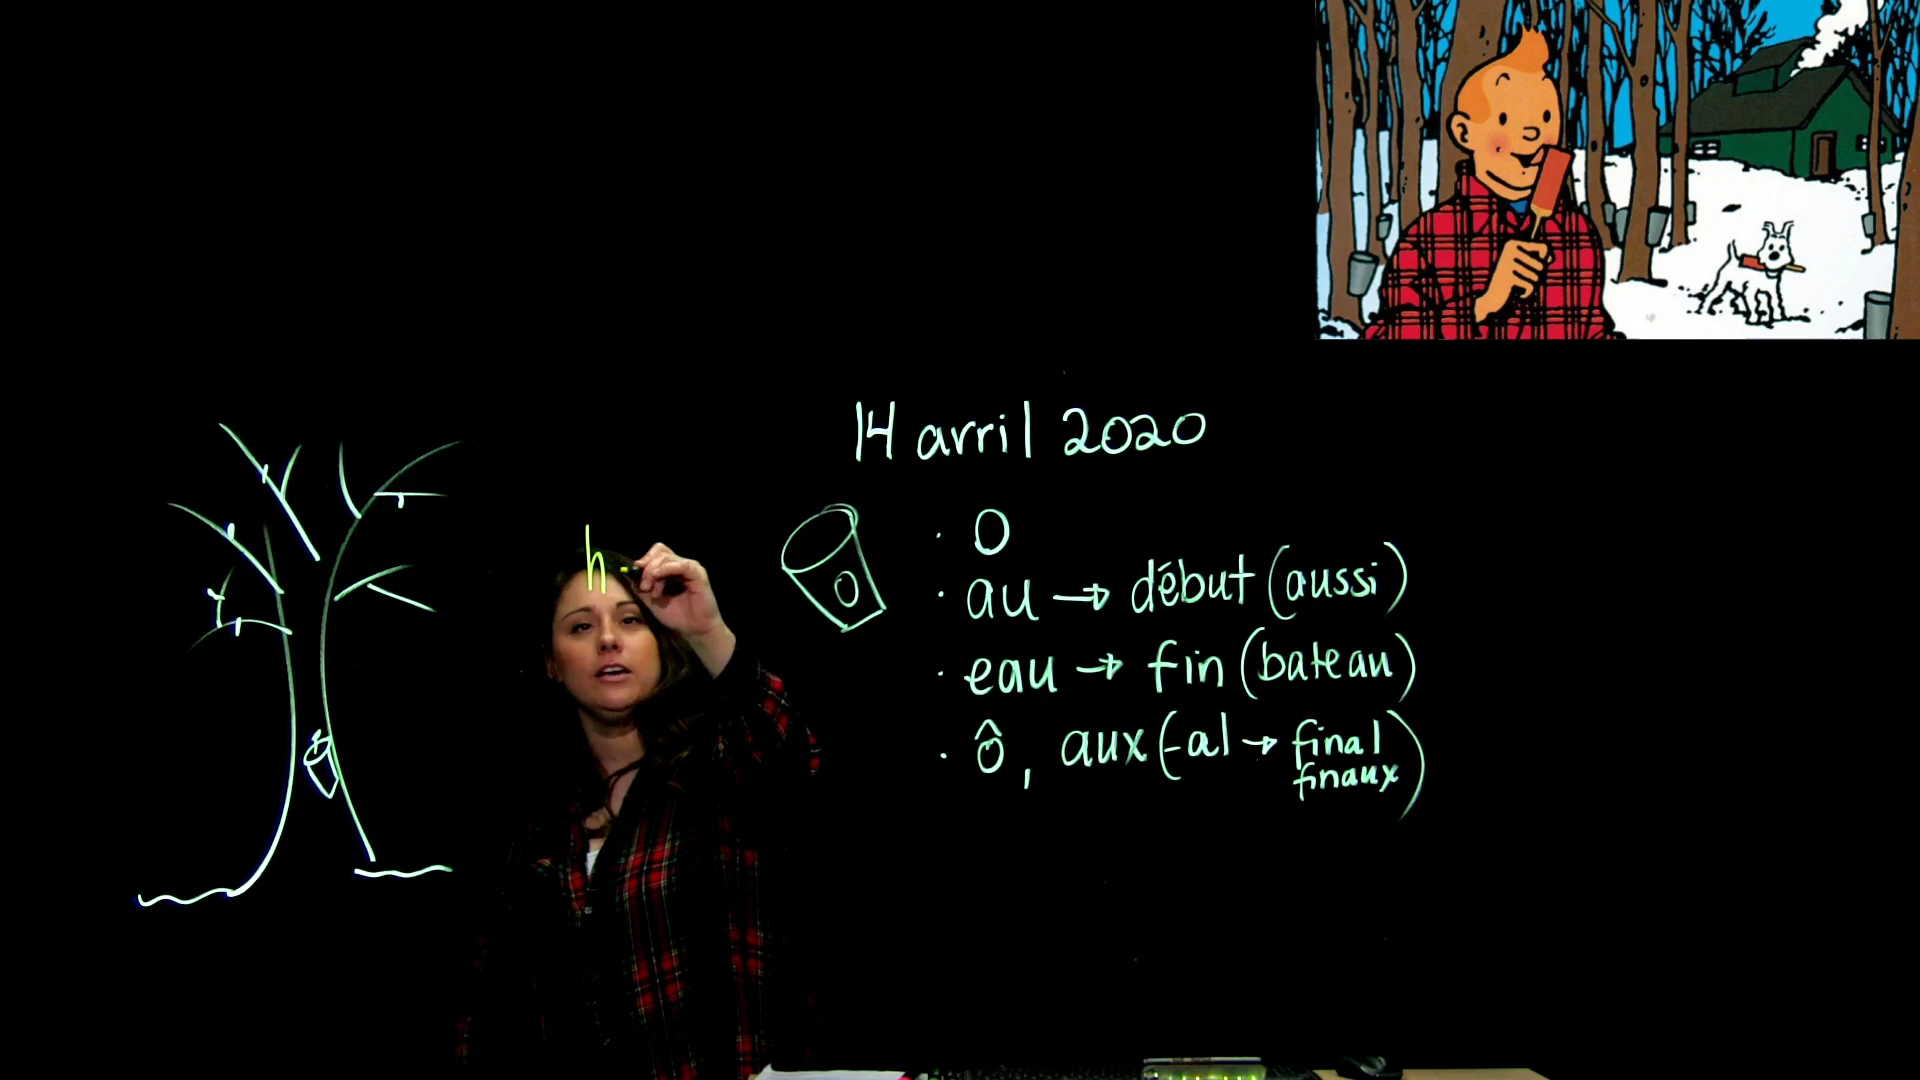 14 avril 2020
h
O
· O
· au → début (aussi)
· eau → fin (bateau)
· ô, aux (-al → final
finaux)